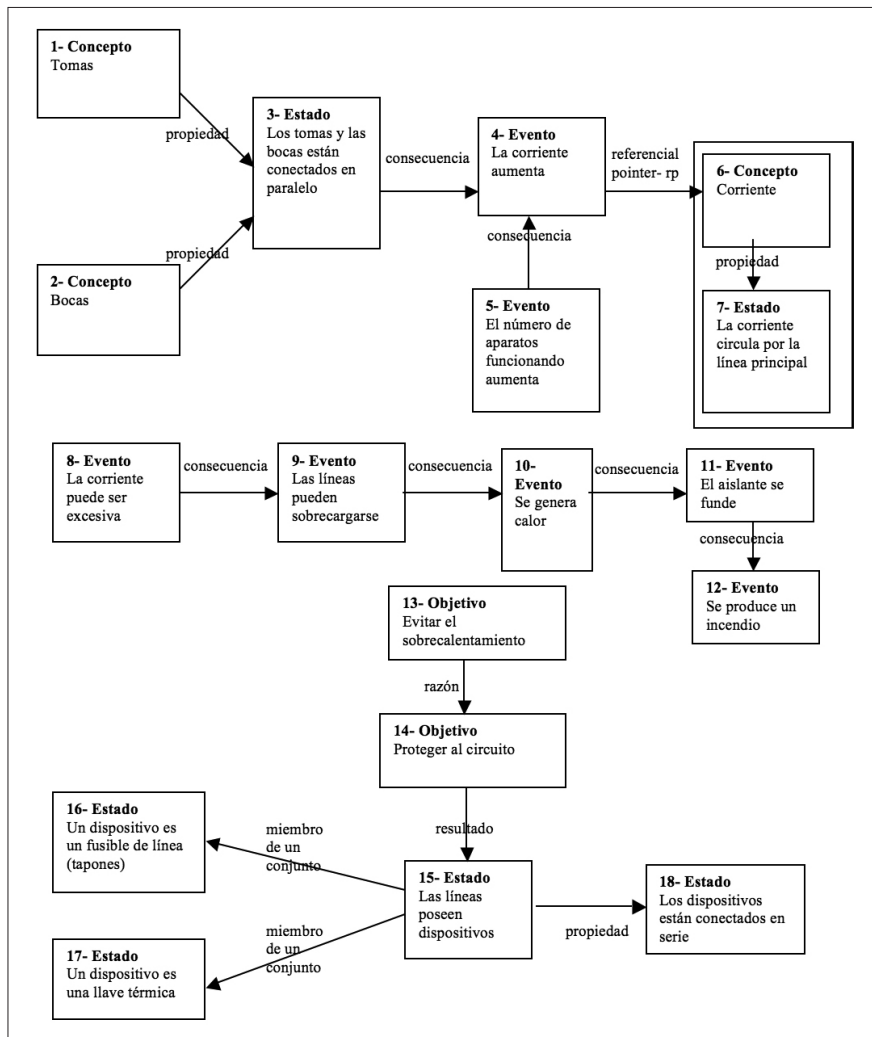 1- Concepto
Tomas
propiedad
3- Estado
Los tomas y las
bocas están
conectados en
paralelo
consecuencia
4- Evento
La corriente
aumenta
referencial
pointer- rp
6- Concepto
Corriente
propiedad
2- Concepto
Bocas
consecuencia
propiedad
5- Evento
El número de
aparatos
funcionando
aumenta
7- Estado
La corriente
circula por la
línea principal
8- Evento
La corriente
puede ser
excesiva
consecuencia
9- Evento
Las líneas
pueden
sobrecargarse
consecuencia
10-
Evento
Se genera
calor
consecuencia
11- Evento
El aislante se
funde
consecuencia
12- Evento
Se produce un
incendio
13- Objetivo
Evitar el
sobrecalentamiento
razón
14- Objetivo
Proteger al circuito
resultado
16- Estado
Un dispositivo es
un fusible de línea
(tapones)
miembro
de un
conjunto
15- Estado
Las líneas
poseen
dispositivos
propiedad
18- Estado
Los dispositivos
están conectados en
serie
miembro
de un
conjunto
17- Estado
Un dispositivo es
una llave térmica